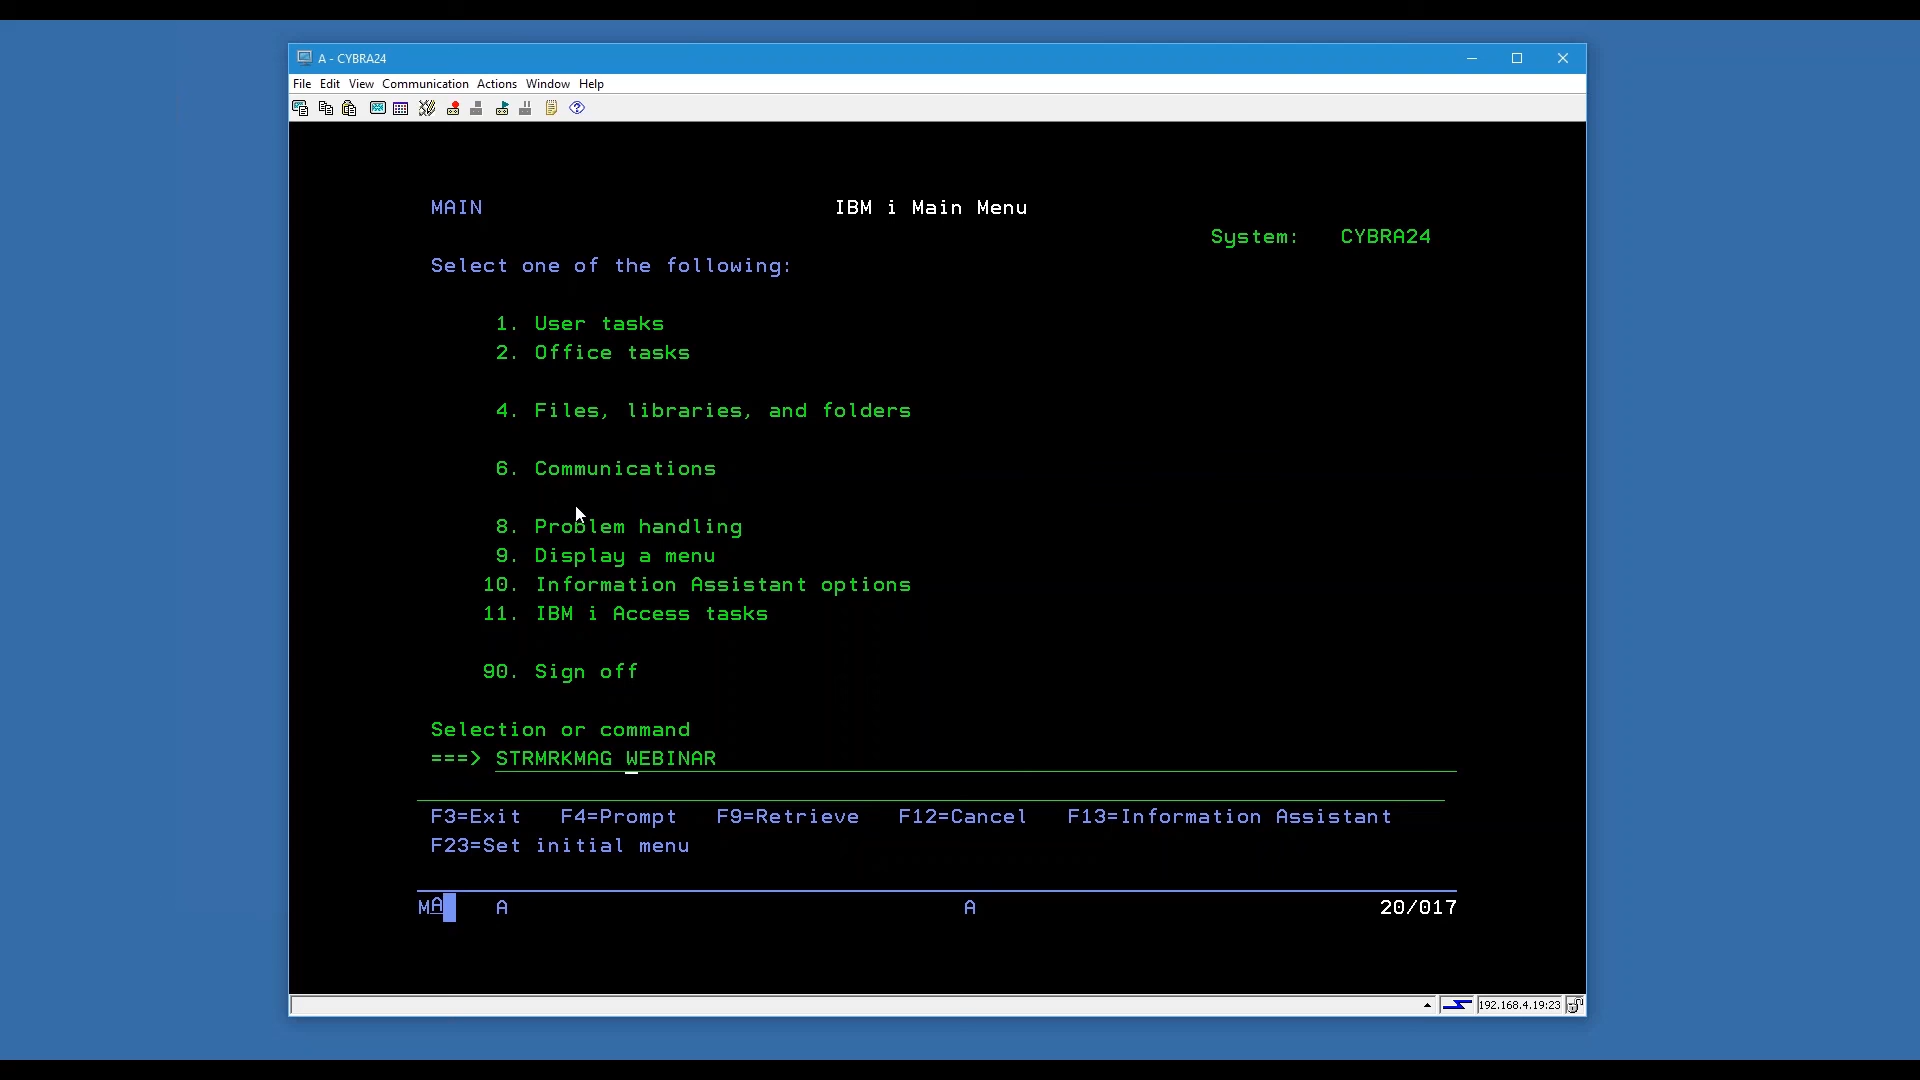 A - CYBRA24
File Edit View Communication Actions Window Help
MAIN IBM i Main Menu
System: CYBRA24
Select one of the following:
1. User tasks
2. Office tasks
4. Files, libraries, and folders
6. Communications
8. Problem handling
9. Display a menu
10. Information Assistant options
11. IBM i Access tasks
90. Sign off
Selection or command
===> STRMRKMAG WEBINAR
F3=Exit F4=Prompt F9=Retrieve F12=Cancel F13=Information Assistant
F23=Set initial menu
MA A A 20/017
192.168.4.19:23